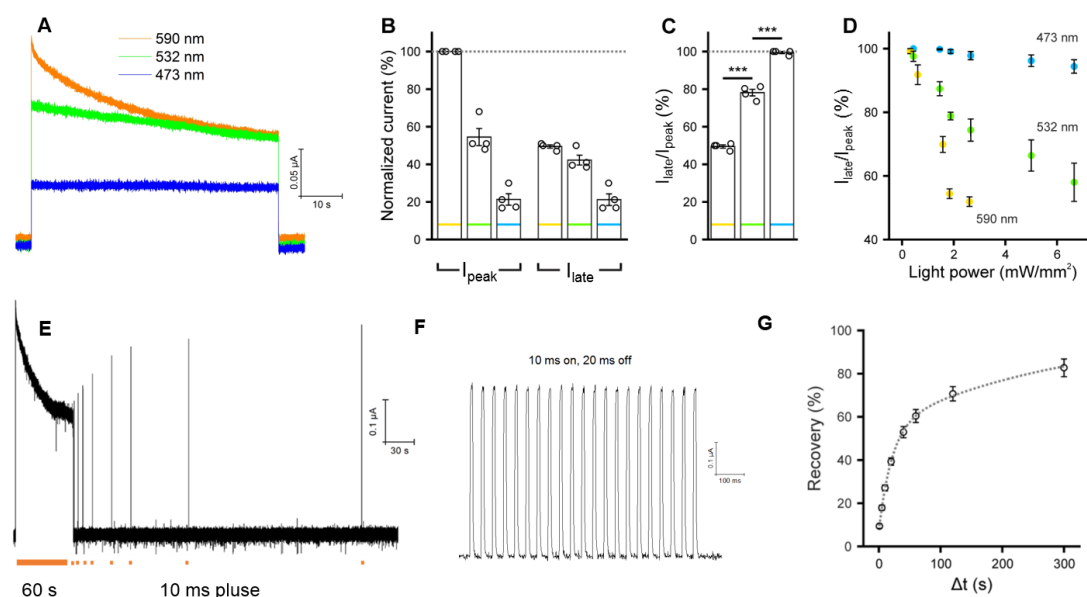 A
590 nm
532 nm
473 nm
0.05 µA
10 s
B
Normalized current (%)
100
80
60
40
20
0
Ipeak
Ilate
C
Ilate/Ipeak (%)
100
80
60
40
20
0
***
***
D
Ilate/Ipeak (%)
100
80
60
40
473 nm
532 nm
590 nm
0 2 4 6
Light power (mW/mm²)
E
0.1 µA
30 s
60 s
10 ms pluse
F
10 ms on, 20 ms off
0.1 µA
100 ms
G
Recovery (%)
100
80
60
40
20
0
0 100 200 300
Δt (s)